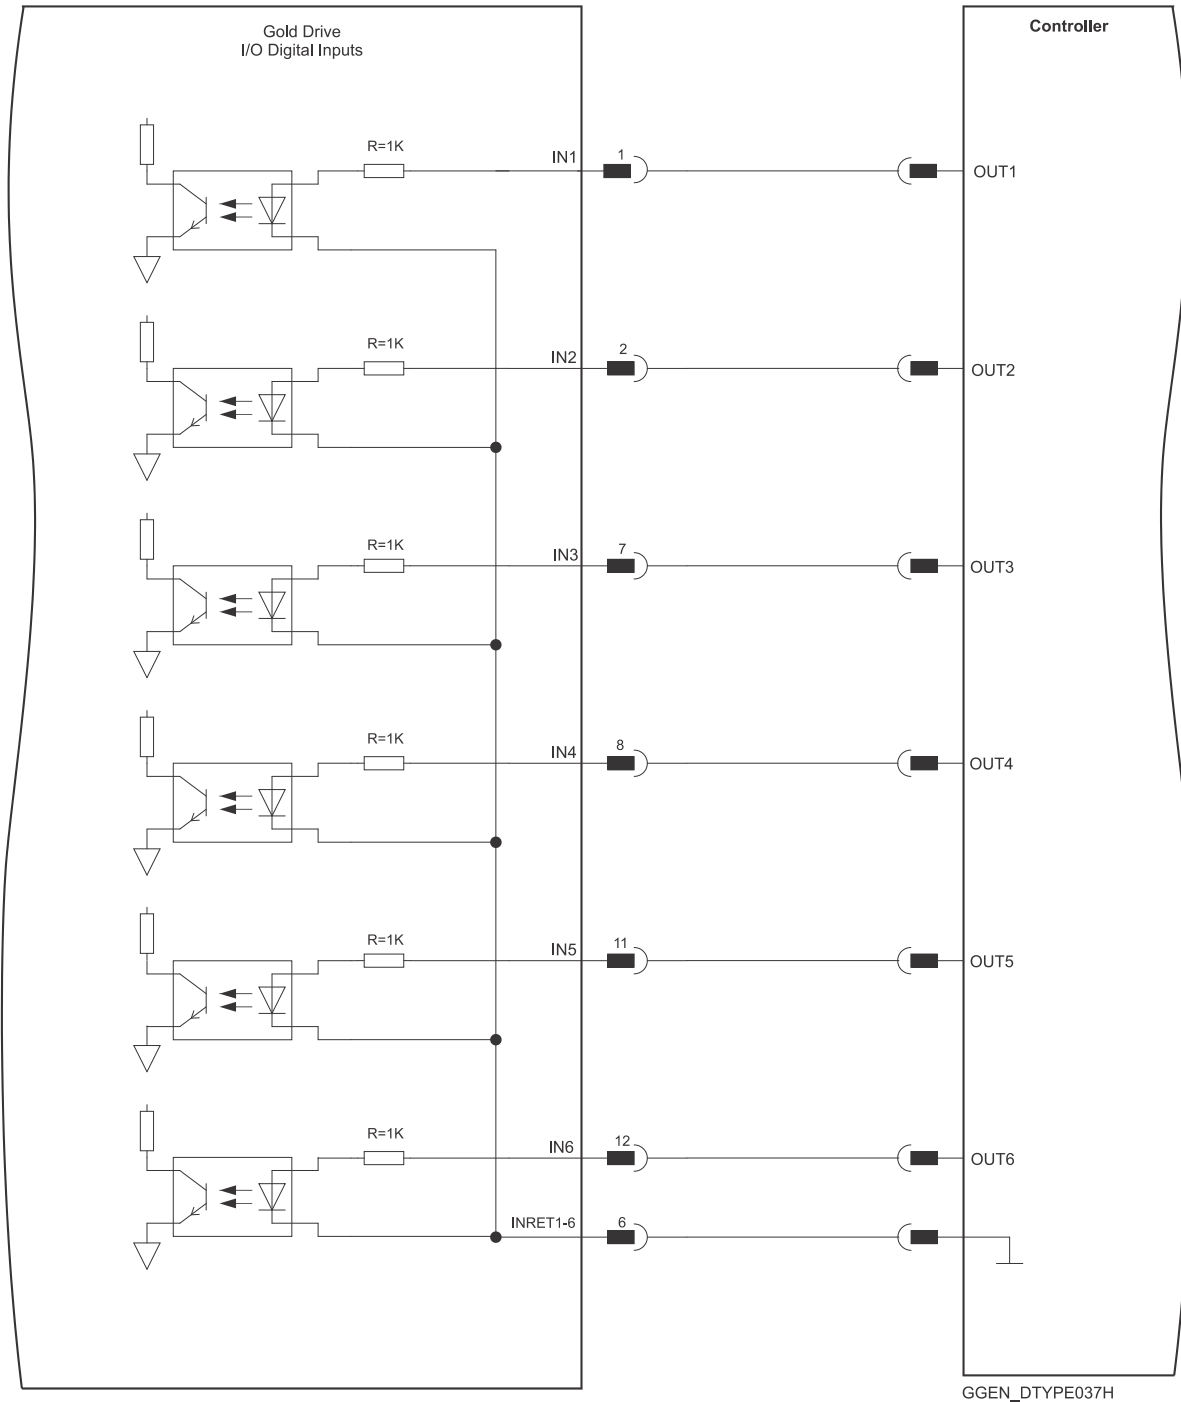 Gold Drive
I/O Digital Inputs
Controller
R=1K
IN1
1
OUT1
R=1K
IN2
2
OUT2
R=1K
IN3
7
OUT3
R=1K
IN4
8
OUT4
R=1K
IN5
11
OUT5
R=1K
IN6
12
OUT6
INRET1-6
6
GGEN_DTYPE037H